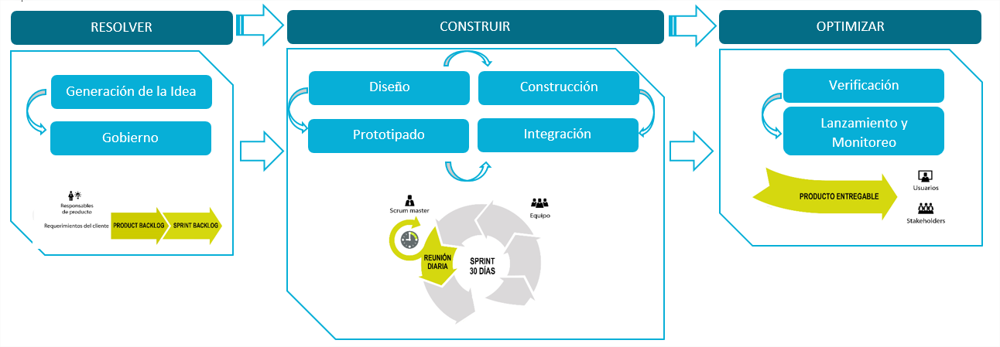 RESOLVER
Generación de la Idea
Gobierno
Responsables
de producto
Requerimientos del cliente
PRODUCT BACKLOG
SPRINT BACKLOG
CONSTRUIR
Diseño
Construcción
Prototipado
Integración
Scrum master
Equipo
REUNIÓN
DIARIA
SPRINT
30 DÍAS
OPTIMIZAR
Verificación
Lanzamiento y
Monitoreo
PRODUCTO ENTREGABLE
Usuarios
Stakeholders